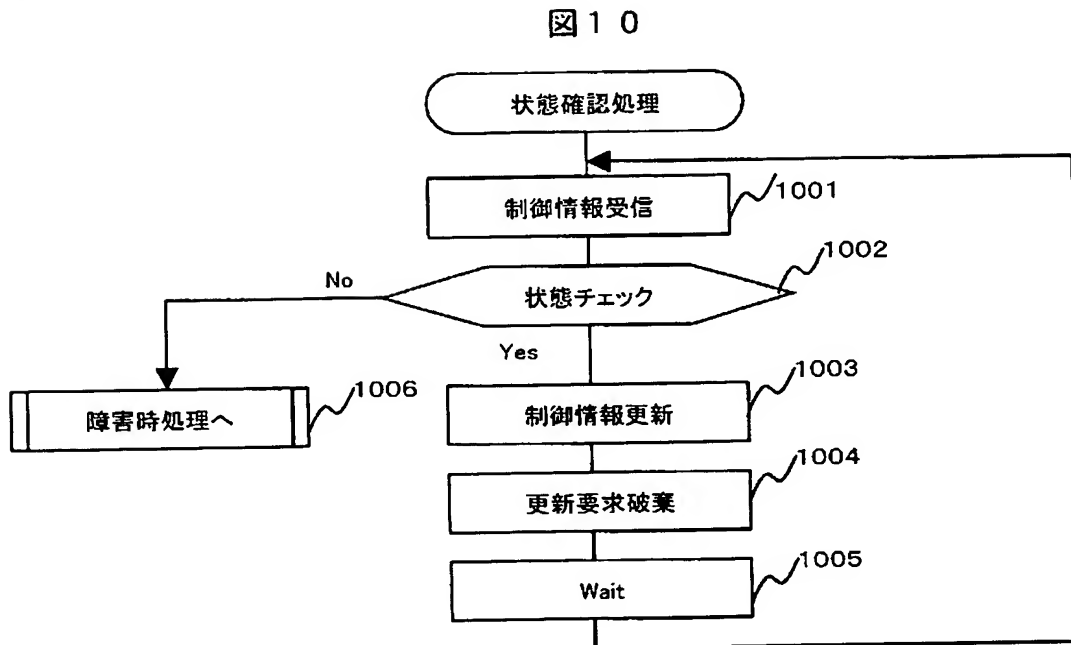 図10
状態確認処理
制御情報受信
1001
状態チェック
1002
No
Yes
障害時処理へ
1006
制御情報更新
1003
更新要求破棄
1004
Wait
1005